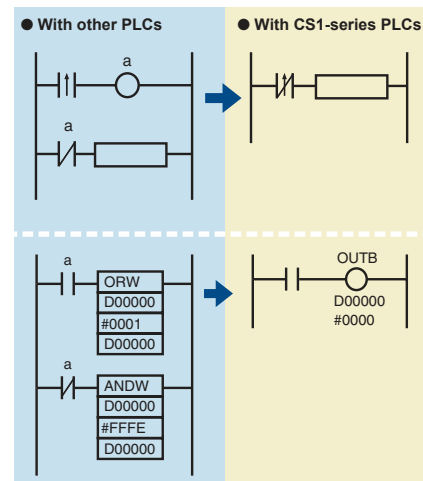 ● With other PLCs
● With CS1-series PLCs
a
a
a
ORW
D00000
#0001
D00000
a
ANDW
D00000
#FFFE
D00000
OUTB
D00000
#0000